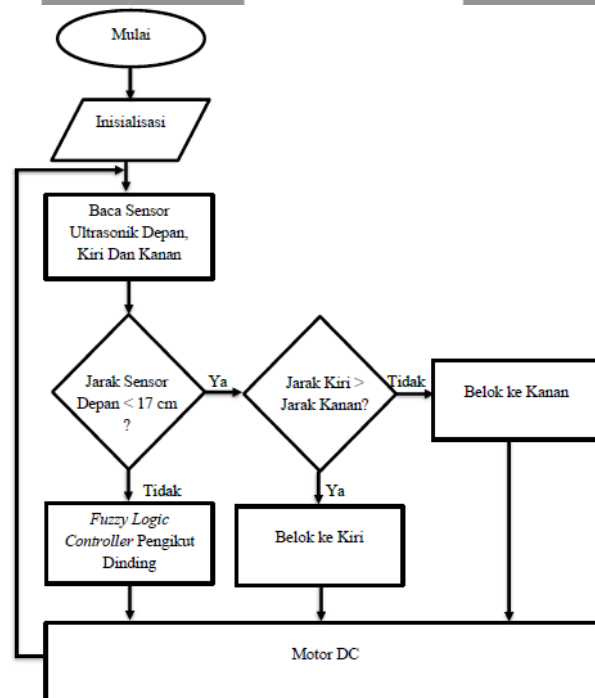 Mulai
Inisialisasi
Baca Sensor
Ultrasonik Depan,
Kiri Dan Kanan
Jarak Sensor
Depan < 17 cm
?
Ya
Jarak Kiri >
Jarak Kanan?
Tidak
Belok ke Kanan
Tidak
Ya
Fuzzy Logic
Controller Pengikut
Dinding
Belok ke Kiri
Motor DC